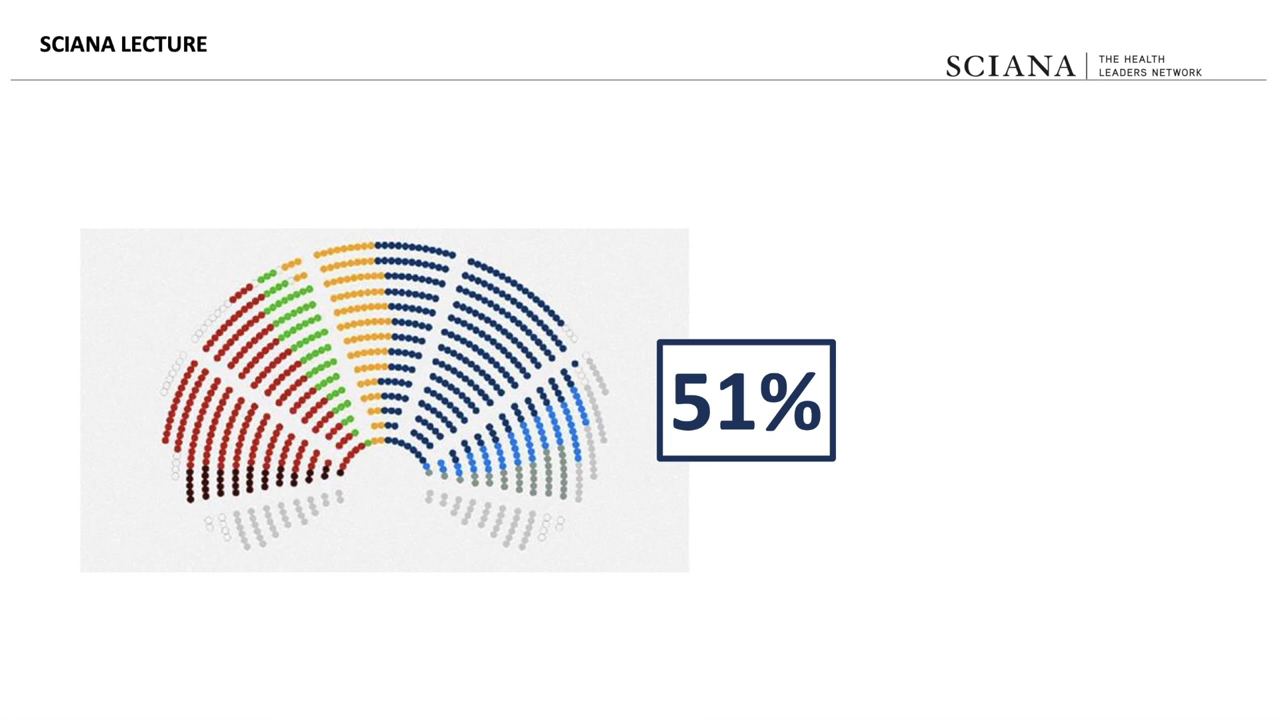 SCIANA LECTURE
SCIANA
THE HEALTH
LEADERS NETWORK
51%